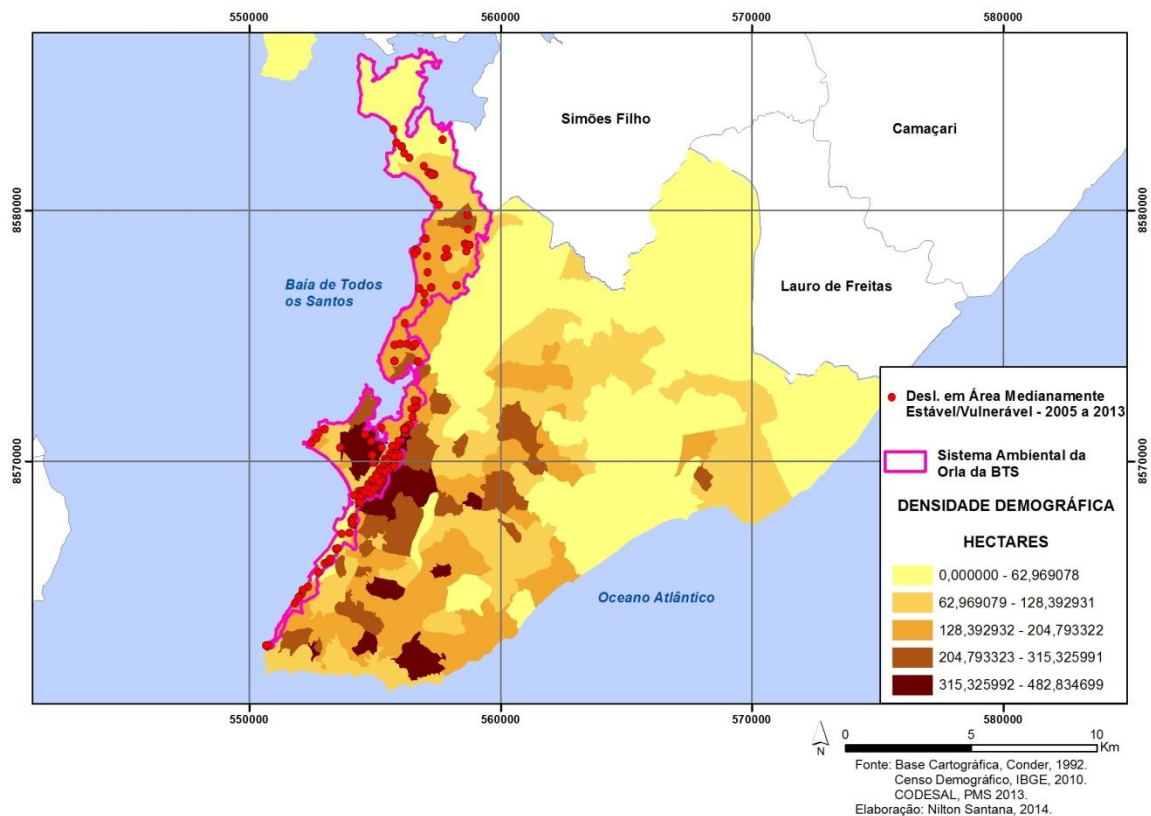 550000 560000 570000 580000
Simões Filho
Camaçari
8580000 8580000
Baía de Todos
os Santos
Lauro de Freitas
Desl. em Área Medianamente
Estável/Vulnerável - 2005 a 2013
8570000 8570000
Sistema Ambiental da
Orla da BTS
DENSIDADE DEMOGRÁFICA
HECTARES
0,000000 - 62,969078
62,969079 - 128,392931
128,392932 - 204,793322
204,793323 - 315,325991
315,325992 - 482,834699
Oceano Atlântico
550000 560000 570000 580000
N
0 5 10
Km
Fonte: Base Cartográfica, Conder, 1992.
Censo Demográfico, IBGE, 2010.
CODESAL, PMS 2013.
Elaboração: Nilton Santana, 2014.